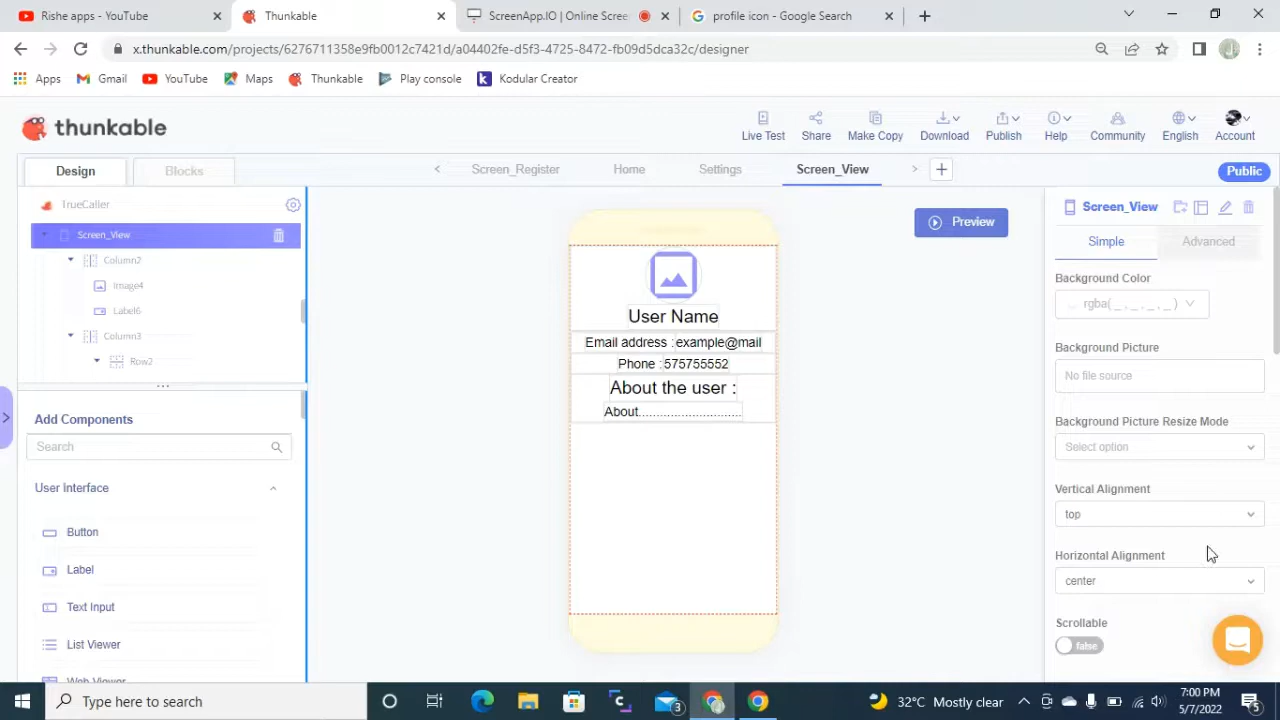 Rishe apps - YouTube
Thunkable
ScreenApp.IO | Online Scree
profile icon - Google Search
x.thunkable.com/projects/6276711358e9fb0012c7421d/a04402fe-d5f3-4725-8472-fb09d5dca32c/designer
Apps
Gmail
YouTube
Maps
Thunkable
Play console
Kodular Creator
thunkable
Live Test
Share
Make Copy
Download
Publish
Help
Community
English
Account
Design
Blocks
Screen_Register
Home
Settings
Screen_View
Public
TrueCaller
Screen_View
Column2
Image4
Label6
Column3
Row2
Add Components
Search
User Interface
Button
Label
Text Input
List Viewer
Web Viewer
Preview
User Name
Email address : example@mail
Phone : 575755552
About the user :
About............................
Screen_View
Simple
Advanced
Background Color
rgba( _ , _ , _ , _ )
Background Picture
No file source
Background Picture Resize Mode
Select option
Vertical Alignment
top
Horizontal Alignment
center
Scrollable
false
Type here to search
3
32°C Mostly clear
7:00 PM
5/7/2022
5